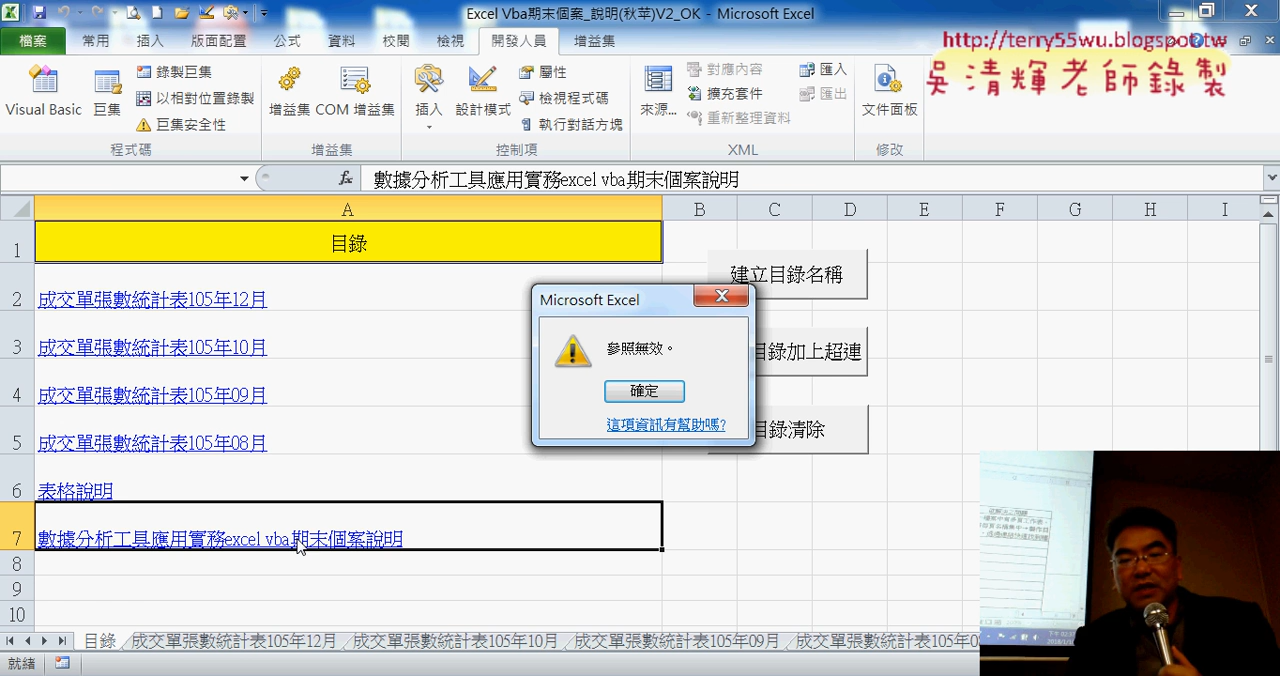 Excel Vba期末個案_說明(秋苹)V2_OK - Microsoft Excel
檔案 常用 插入 版面配置 公式 資料 校閱 檢視 開發人員 增益集
http://terry55wu.blogspot.tw
吳清輝老師錄製
Visual Basic 巨集 錄製巨集 以相對位置錄製 巨集安全性
增益集 COM 增益集
插入 設計模式 屬性 檢視程式碼 執行對話方塊
來源... 對應內容 擴充套件 重新整理資料 匯入 匯出
文件面板
程式碼 增益集 控制項 XML 修改
fx 數據分析工具應用實務excel vba期末個案說明
A B C D E F G H I
1 目錄
建立目錄名稱
2 成交單張數統計表105年12月
3 成交單張數統計表105年10月
目錄加上超連
4 成交單張數統計表105年09月
目錄清除
5 成交單張數統計表105年08月
6 表格說明
7 數據分析工具應用實務excel vba期末個案說明
8
9
10
Microsoft Excel
參照無效。
確定
這項資訊有幫助嗎?
目錄 成交單張數統計表105年12月 成交單張數統計表105年10月 成交單張數統計表105年09月 成交單張數統計表105年0
就緒